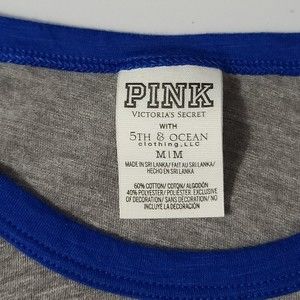 PINK
VICTORIA'S SECRET
WITH
5TH & OCEAN
clothing, LLC
M|M
MADE IN SRI LANKA/ FAIT AU SRI LANKA/
HECHO EN SRI LANKA
60% COTTON/ COTON/ ALGODÓN
40% POLYESTER/ POLIÉSTER EXCLUSIVE
OF DECORATION/ SANS DÉCORATION/ NO
INCLUYE LA DECORACIÓN